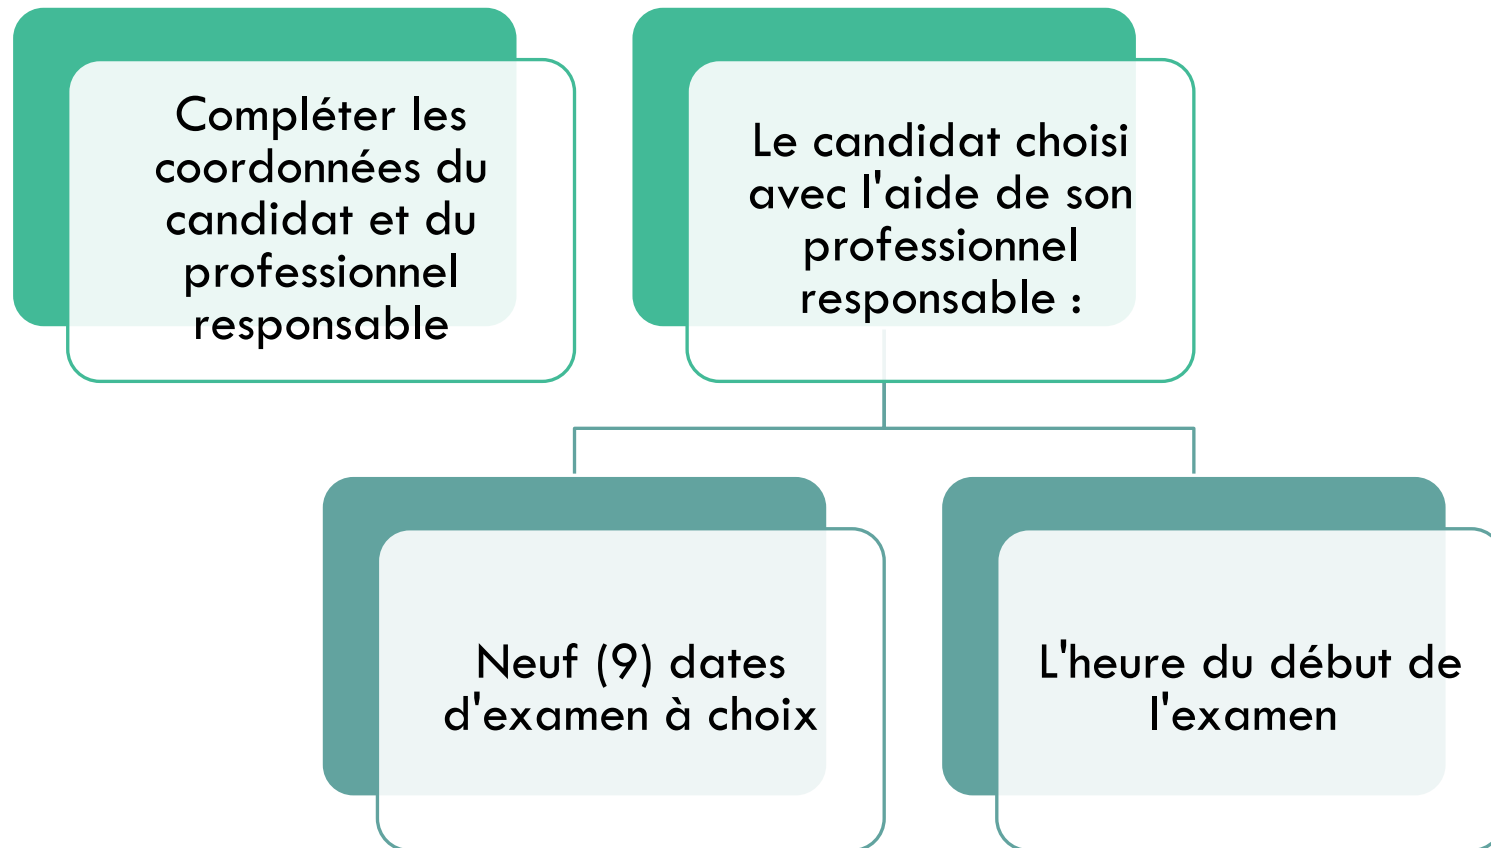 Compléter les
coordonnées du
candidat et du
professionnel
responsable
Le candidat choisi
avec l'aide de son
professionnel
responsable :
Neuf (9) dates
d'examen à choix
L'heure du début de
l'examen